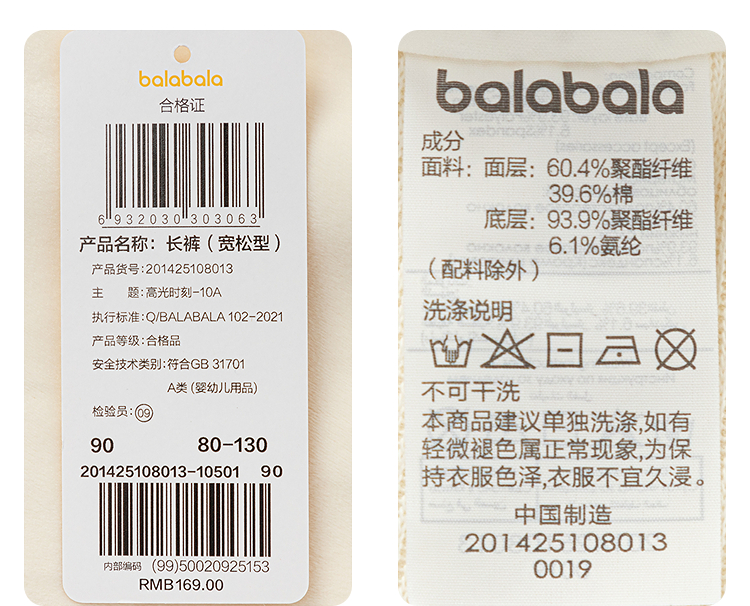 balabala
合格证
6 932030 303063
产品名称：长裤（宽松型）
产品货号:201425108013
主 题:高光时刻-10A
执行标准:Q/BALABALA 102-2021
产品等级:合格品
安全技术类别:符合GB 31701
A类 (婴幼儿用品)
检验员:09
90 80-130
201425108013-10501 90
内部编码 (99)50020925153
RMB169.00
balabala
成分
面料：面层：60.4%聚酯纤维
39.6%棉
底层：93.9%聚酯纤维
6.1%氨纶
（配料除外）
洗涤说明
不可干洗
本商品建议单独洗涤,如有
轻微褪色属正常现象,为保
持衣服色泽,衣服不宜久浸。
中国制造
201425108013
0019